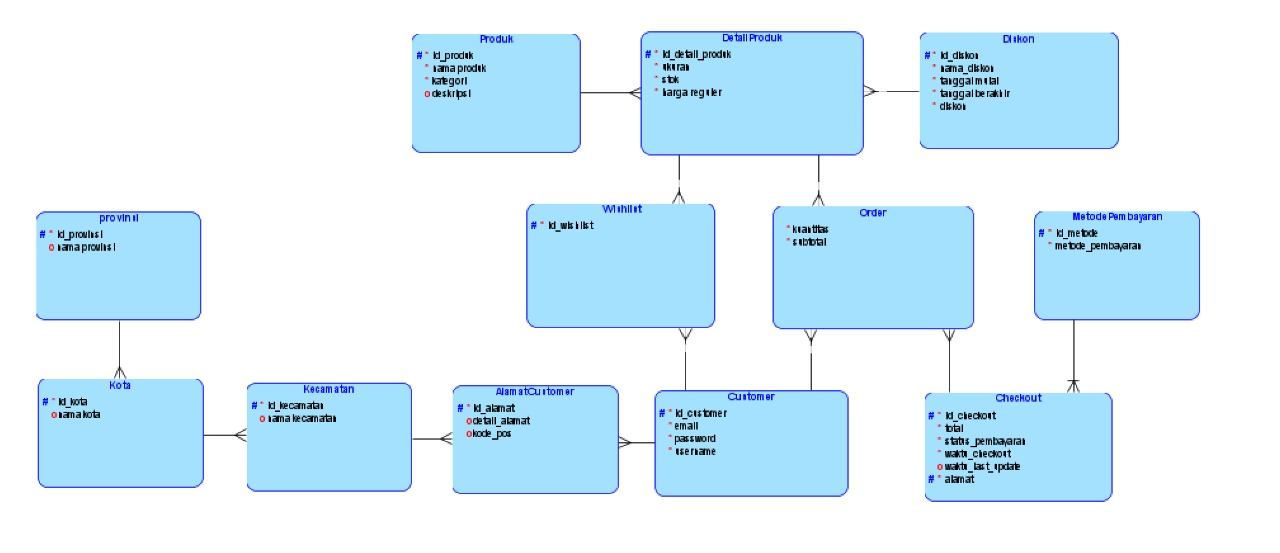 Produk
# * id_produk
* nama produk
* kategori
o deskripsi
Detail Produk
# * id_detail_produk
* ukuran
* stok
* harga reguler
Diskon
# * id_diskon
* nama_diskon
* tanggal mulai
* tanggal berakhir
* diskon
provinsi
# * id_provinsi
o nama provinsi
Wishlist
# * id_wishlist
Order
* kuantitas
* subtotal
Metode Pembayaran
# * id_metode
* metode_pembayaran
Kota
# * id_kota
o nama kota
Kecamatan
# * id_kecamatan
o nama kecamatan
Alamat Customer
# * id_alamat
o detail_alamat
o kode_pos
Customer
# * id_customer
* email
* password
* username
Checkout
# * id_checkout
* total
* status_pembayaran
* waktu_checkout
o waktu_last_update
# * alamat